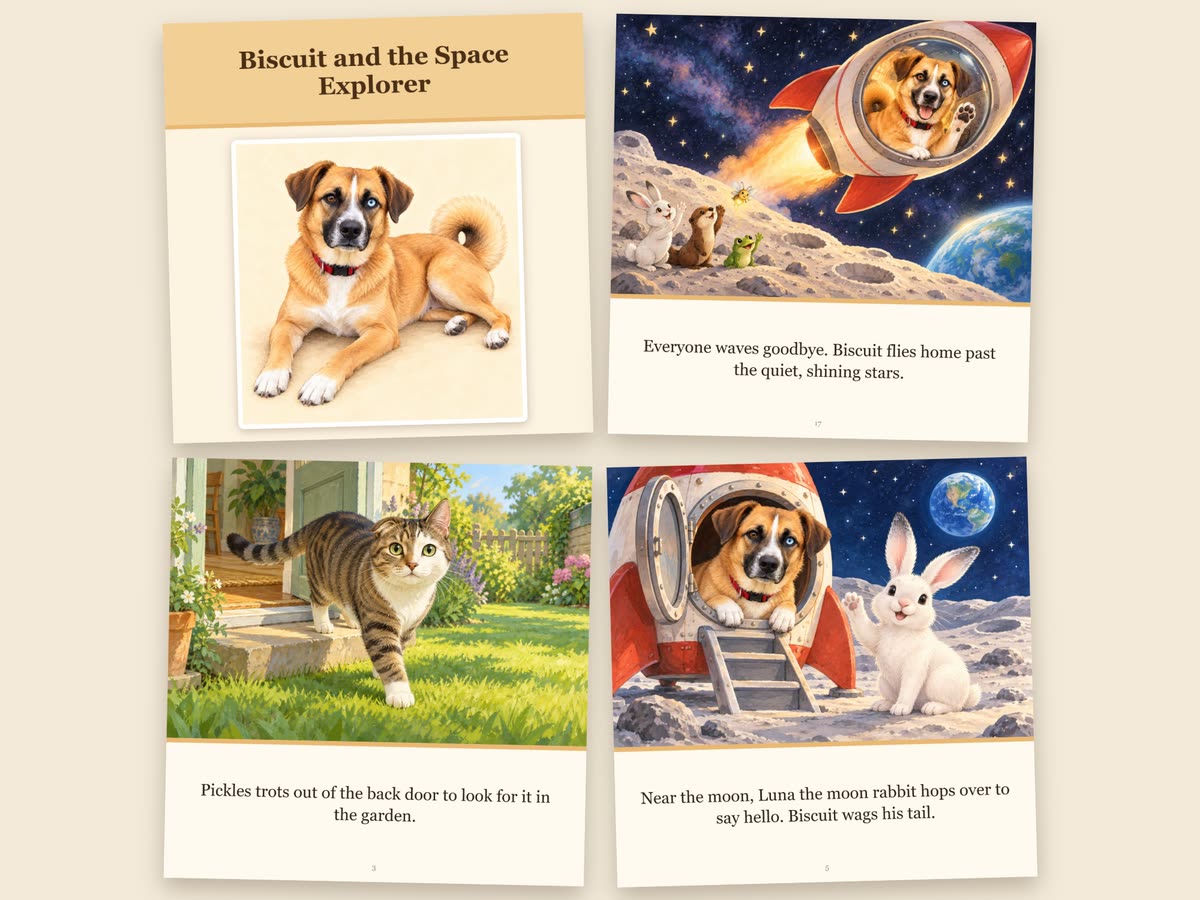 Biscuit and the Space
Explorer
Everyone waves goodbye. Biscuit flies home past
the quiet, shining stars.
17
Pickles trots out of the back door to look for it in
the garden.
3
Near the moon, Luna the moon rabbit hops over to
say hello. Biscuit wags his tail.
5